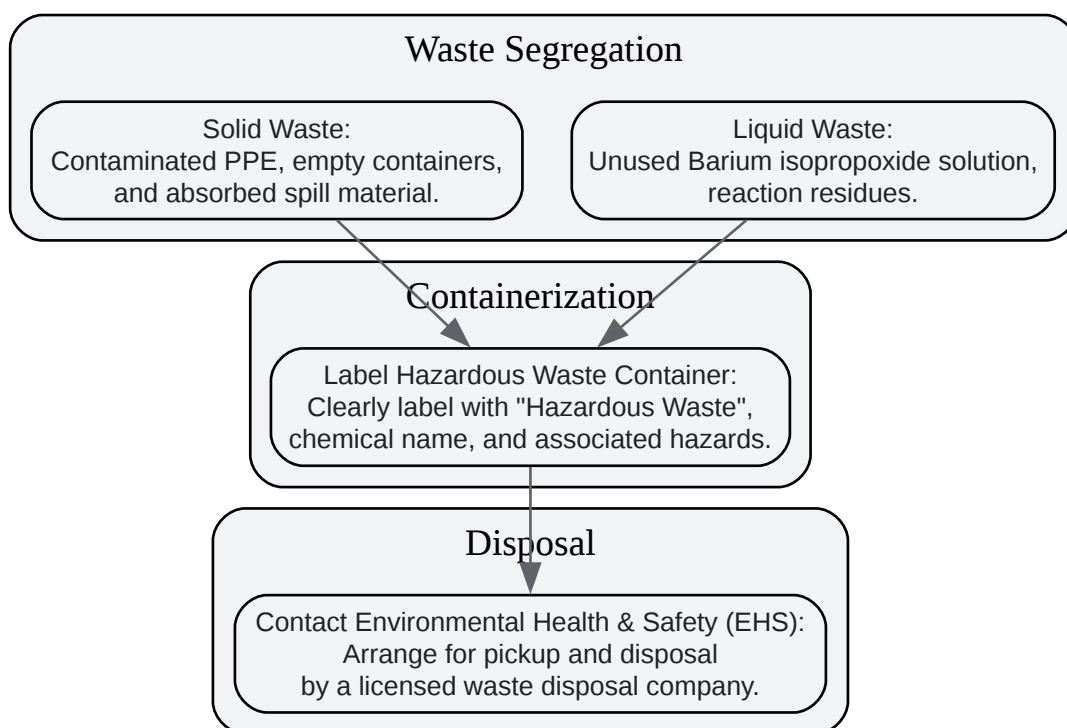 Waste Segregation
Solid Waste:
Contaminated PPE, empty containers,
and absorbed spill material.
Liquid Waste:
Unused Barium isopropoxide solution,
reaction residues.
Containerization
Label Hazardous Waste Container:
Clearly label with "Hazardous Waste",
chemical name, and associated hazards.
Disposal
Contact Environmental Health & Safety (EHS):
Arrange for pickup and disposal
by a licensed waste disposal company.